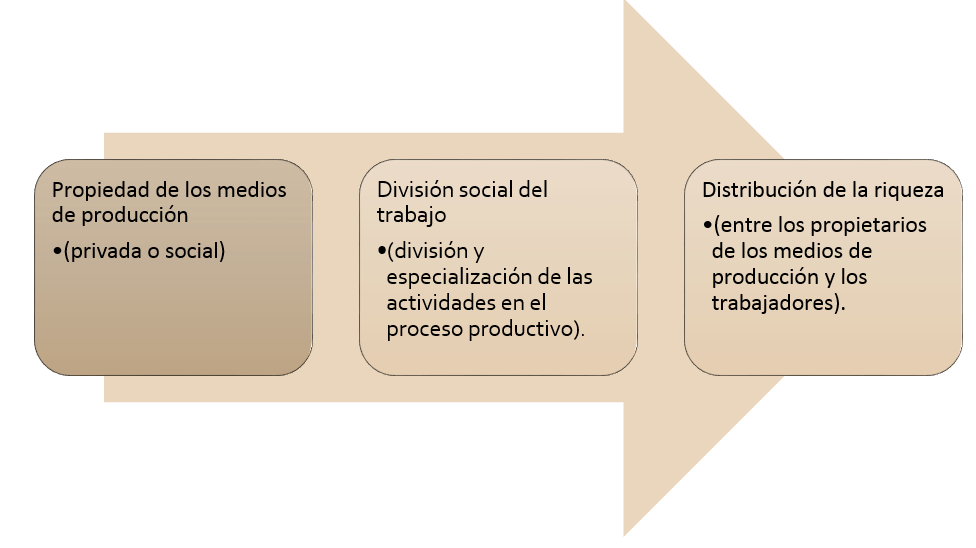 Propiedad de los medios
de producción
•(privada o social)
División social del
trabajo
•(división y
especialización de las
actividades en el
proceso productivo).
Distribución de la riqueza
•(entre los propietarios
de los medios de
producción y los
trabajadores).